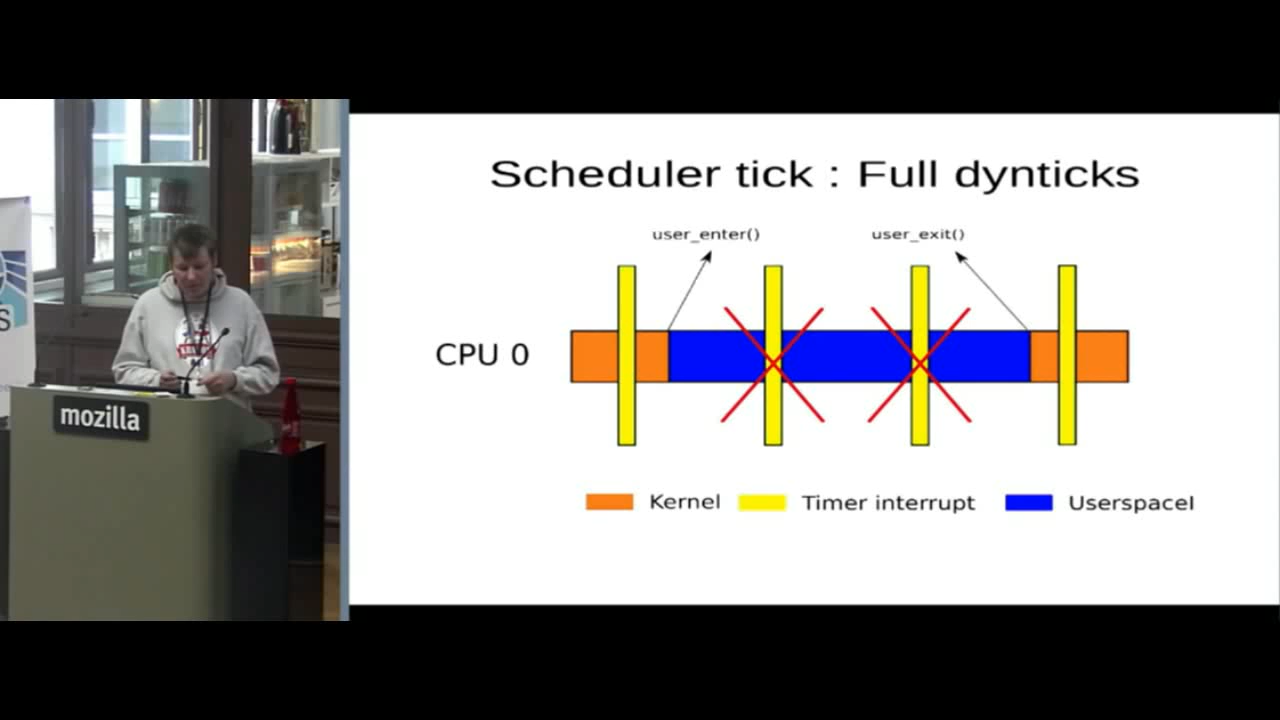 Scheduler tick : Full dynticks
user_enter()
user_exit()
CPU 0
Kernel
Timer interrupt
Userspacel
mozilla
S